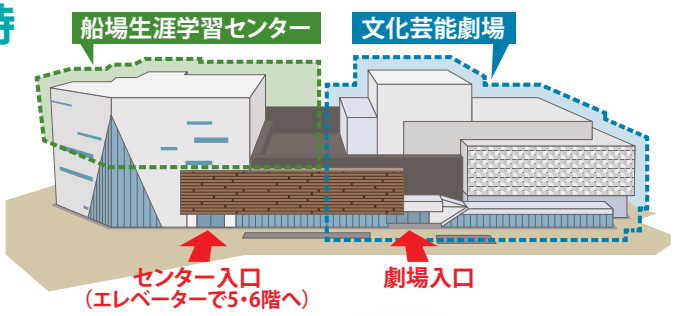 時
船場生涯学習センター
文化芸能劇場
センター入口
（エレベーターで5・6階へ）
劇場入口